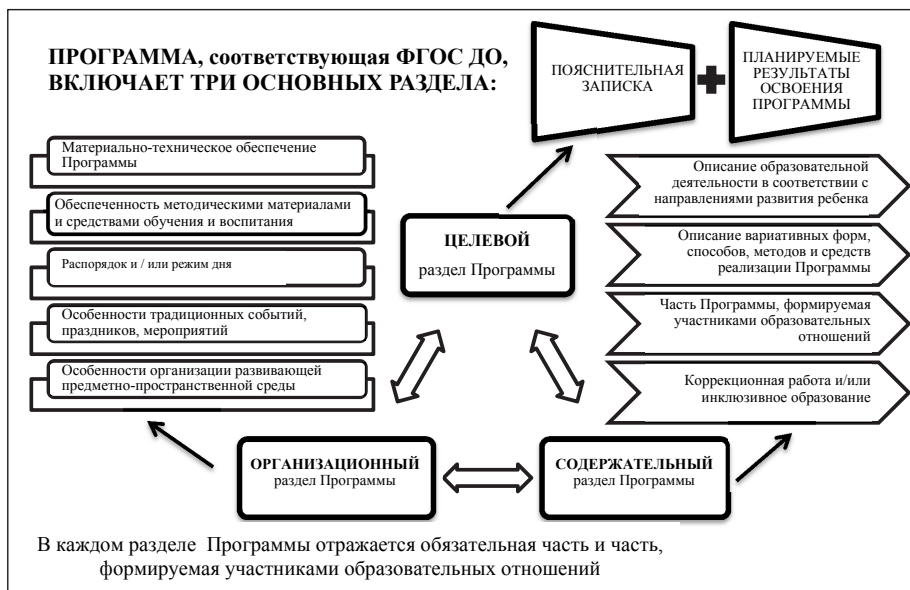 ПРОГРАММА, соответствующая ФГОС ДО,
ВКЛЮЧАЕТ ТРИ ОСНОВНЫХ РАЗДЕЛА:
ПОЯСНИТЕЛЬНАЯ
ЗАПИСКА
ПЛАНИРУЕМЫЕ
РЕЗУЛЬТАТЫ
ОСВОЕНИЯ
ПРОГРАММЫ
Материально-техническое обеспечение
Программы
Обеспеченность методическими материалами
и средствами обучения и воспитания
Распорядок и / или режим дня
Особенности традиционных событий,
праздников, мероприятий
Особенности организации развивающей
предметно-пространственной среды
ЦЕЛЕВОЙ
раздел Программы
Описание образовательной
деятельности в соответствии с
направлениями развития ребенка
Описание вариативных форм,
способов, методов и средств
реализации Программы
Часть Программы, формируемая
участниками образовательных
отношений
Коррекционная работа и/или
инклюзивное образование
ОРГАНИЗАЦИОННЫЙ
раздел Программы
СОДЕРЖАТЕЛЬНЫЙ
раздел Программы
В каждом разделе Программы отражается обязательная часть и часть,
формируемая участниками образовательных отношений